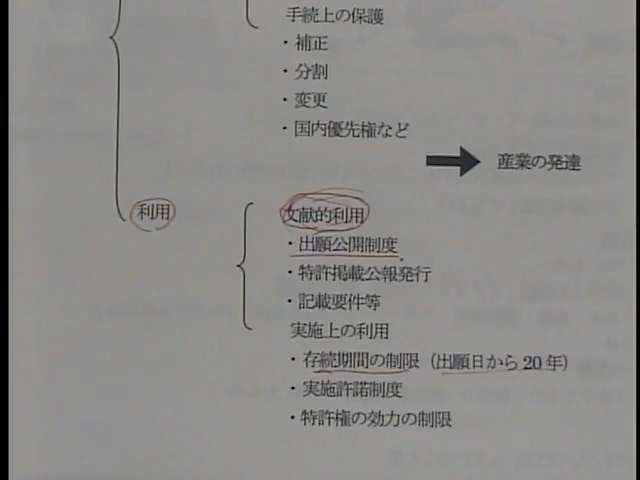 手続上の保護
・補正
・分割
・変更
・国内優先権など
産業の発達
利用
文献的利用
・出願公開制度
・特許掲載公報発行
・記載要件等
実施上の利用
・存続期間の制限（出願日から 20 年）
・実施許諾制度
・特許権の効力の制限